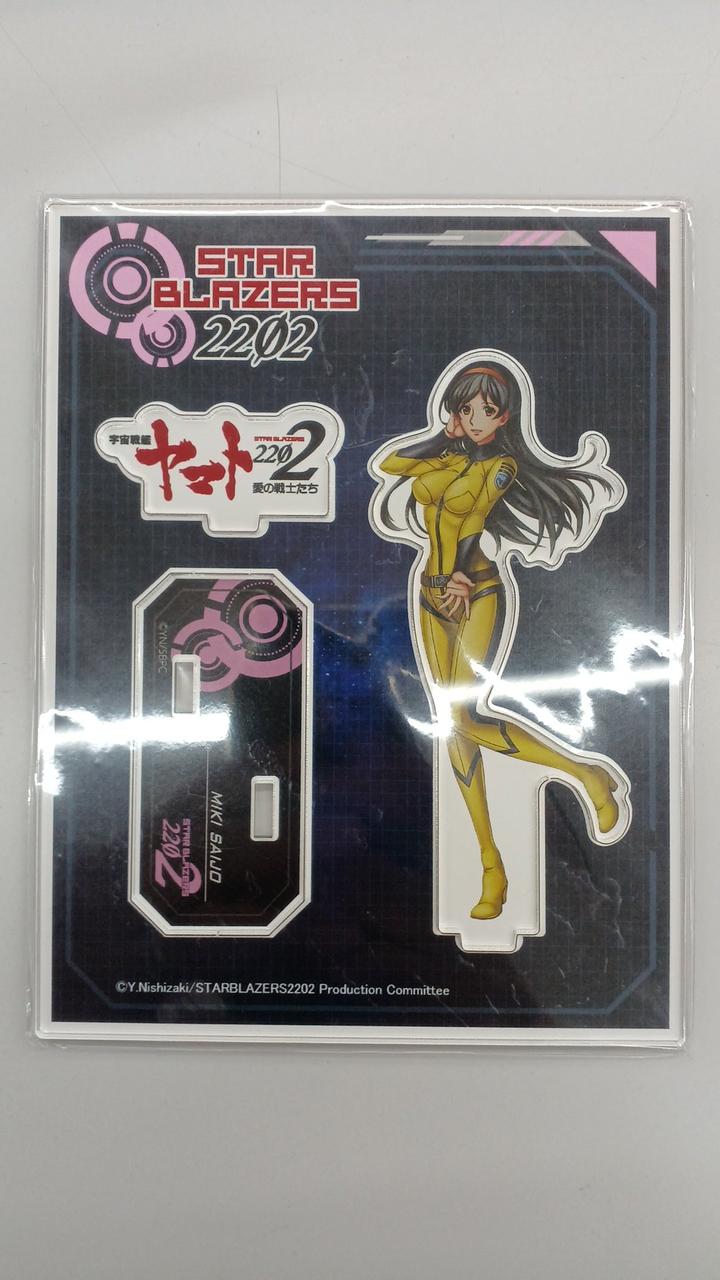 STAR
BLAZERS
2202
宇宙戦艦
ヤマト
STAR BLAZERS
2202
愛の戦士たち
©YN/SBPC
MIKI SAIJO
STAR BLAZERS
2202
©Y.Nishizaki/STARBLAZERS2202 Production Committee